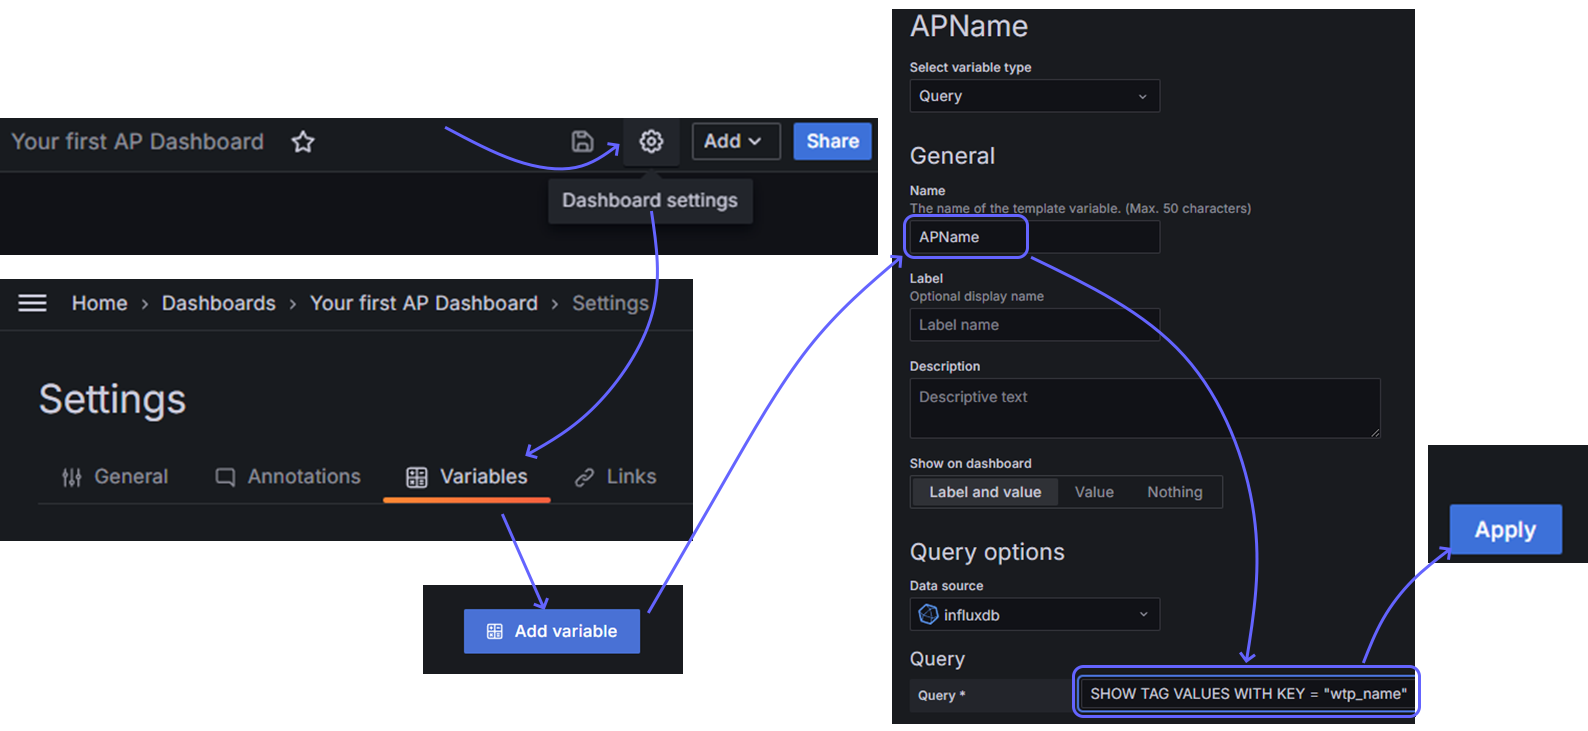 Your first AP Dashboard
Add
Share
Dashboard settings
Home › Dashboards › Your first AP Dashboard › Settings
Settings
General
Annotations
Variables
Links
Add variable
APName
Select variable type
Query
General
Name
The name of the template variable. (Max. 50 characters)
APName
Label
Optional display name
Label name
Description
Descriptive text
Show on dashboard
Label and value
Value
Nothing
Query options
Data source
influxdb
Query
Query *
SHOW TAG VALUES WITH KEY = "wtp_name"
Apply